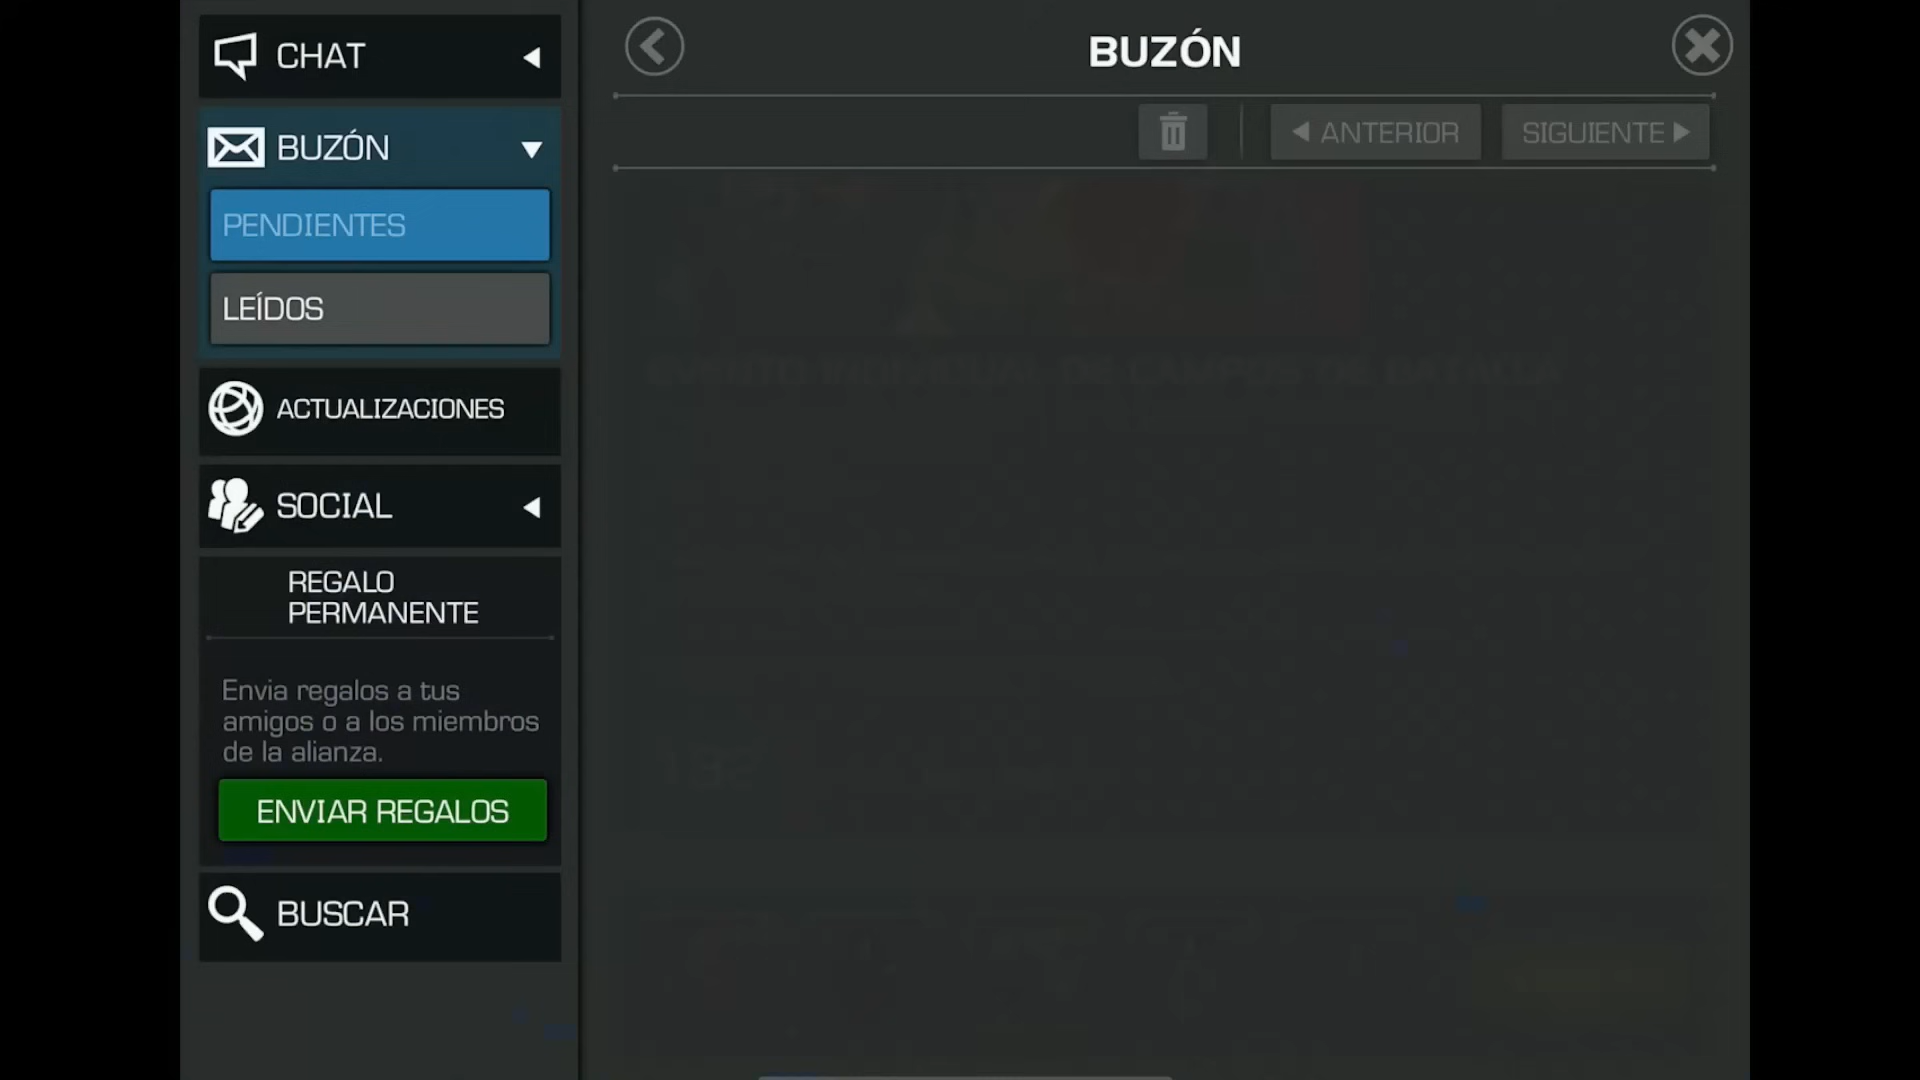 CHAT
BUZÓN
PENDIENTES
LEÍDOS
ACTUALIZACIONES
SOCIAL
REGALO
PERMANENTE
Envia regalos a tus
amigos o a los miembros
de la alianza.
ENVIAR REGALOS
BUSCAR
BUZÓN
ANTERIOR
SIGUIENTE